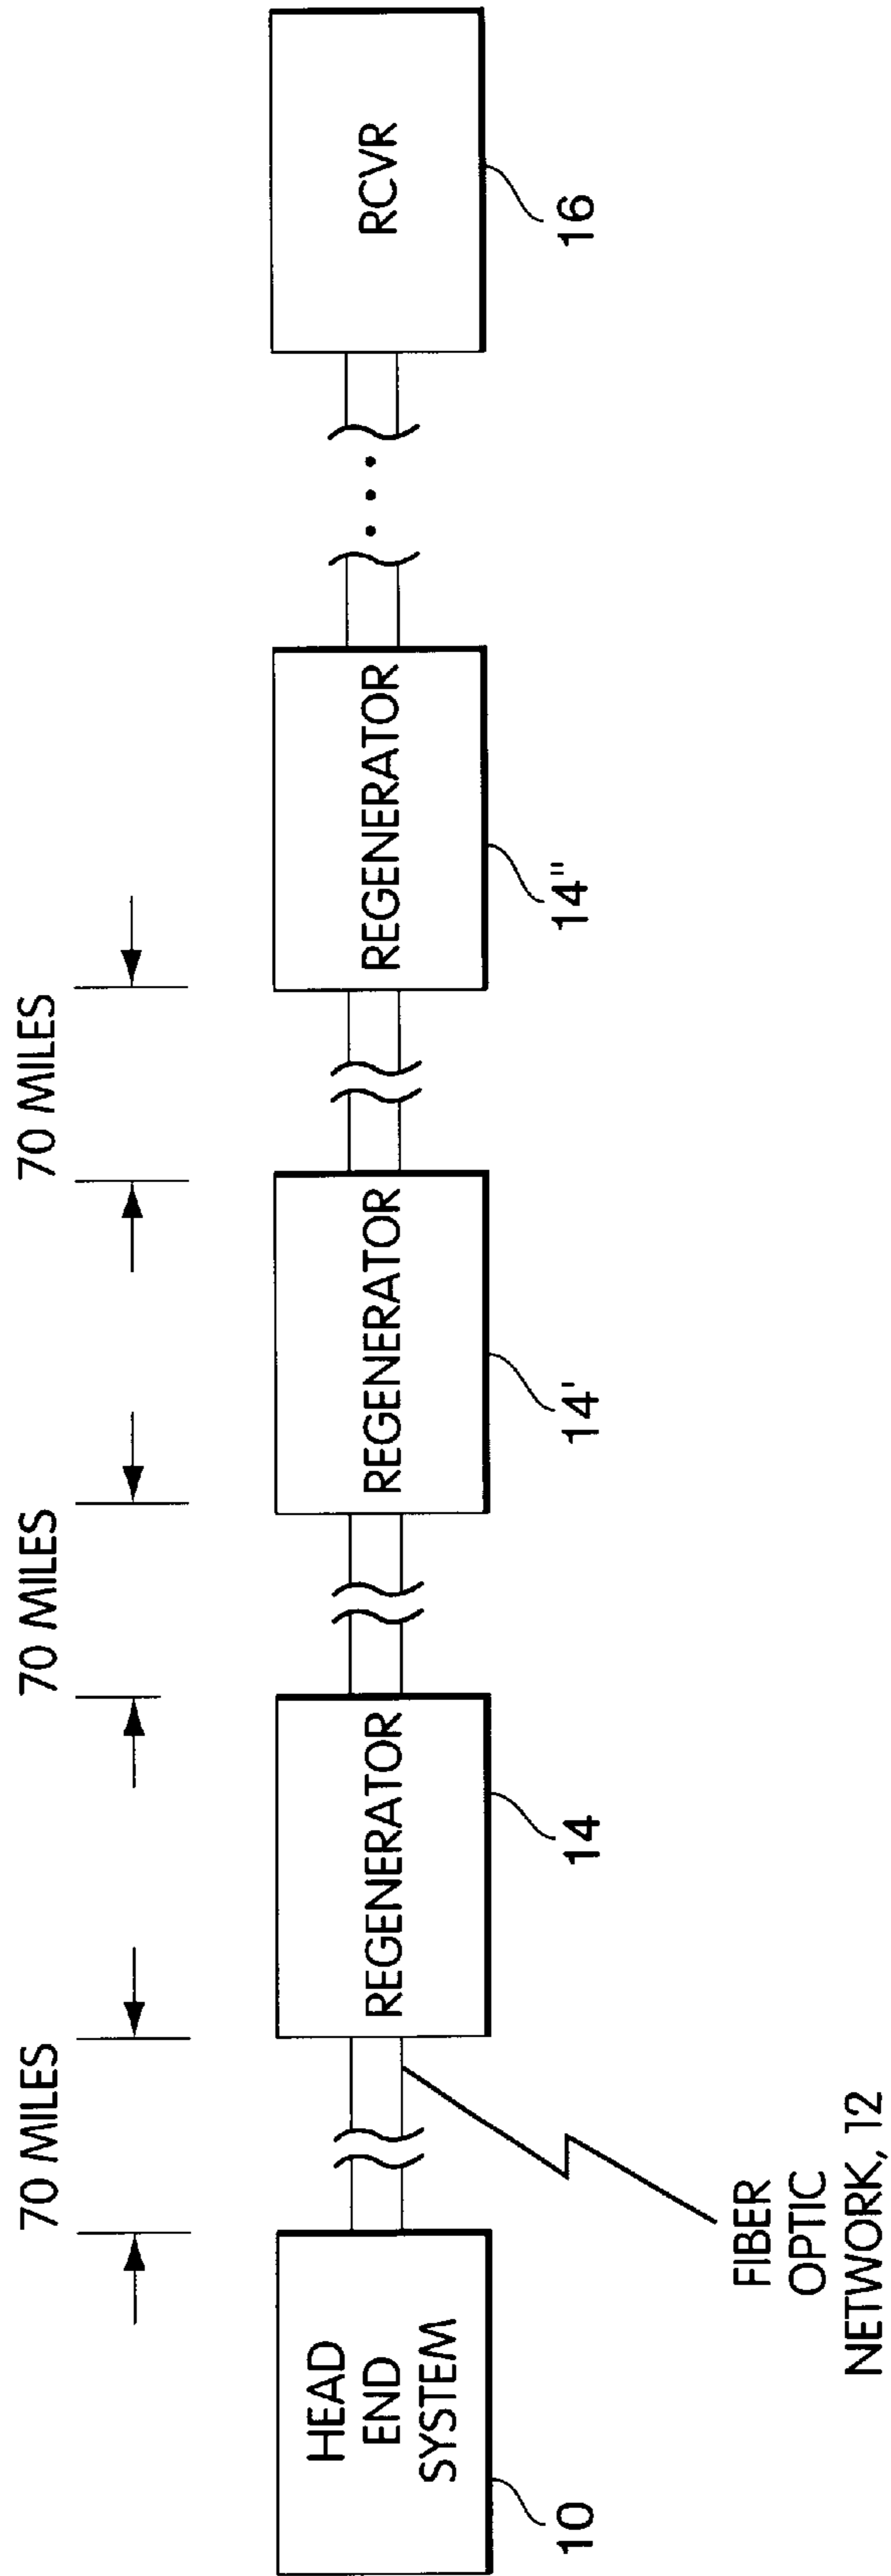 70 MILES
70 MILES
70 MILES
HEAD
END
SYSTEM
REGENERATOR
REGENERATOR
REGENERATOR
RCVR
10
14
14'
14"
16
FIBER
OPTIC
NETWORK, 12